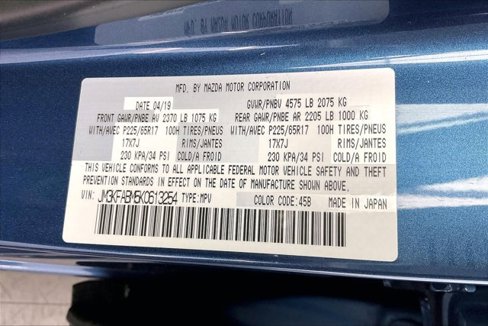 MFD. BY MAZDA MOTOR CORPORATION
DATE 04/19 GVWR/PNBV 4575 LB 2075 KG
FRONT GAWR/PNBE AV 2370 LB 1075 KG REAR GAWR/PNBE AR 2205 LB 1000 KG
WITH/AVEC P225/65R17 100H TIRES/PNEUS WITH/AVEC P225/65R17 100H TIRES/PNEUS
17X7J RIMS/JANTES 17X7J RIMS/JANTES
230 KPA/34 PSI COLD/A FROID 230 KPA/34 PSI COLD/A FROID
THIS VEHICLE CONFORMS TO ALL APPLICABLE FEDERAL MOTOR VEHICLE SAFETY AND THEFT
PREVENTION STANDARDS IN EFFECT ON THE DATE OF MANUFACTURE SHOWN ABOVE.
VIN: JM3KFABM5K0613254 TYPE:MPV COLOR CODE:45B MADE IN JAPAN